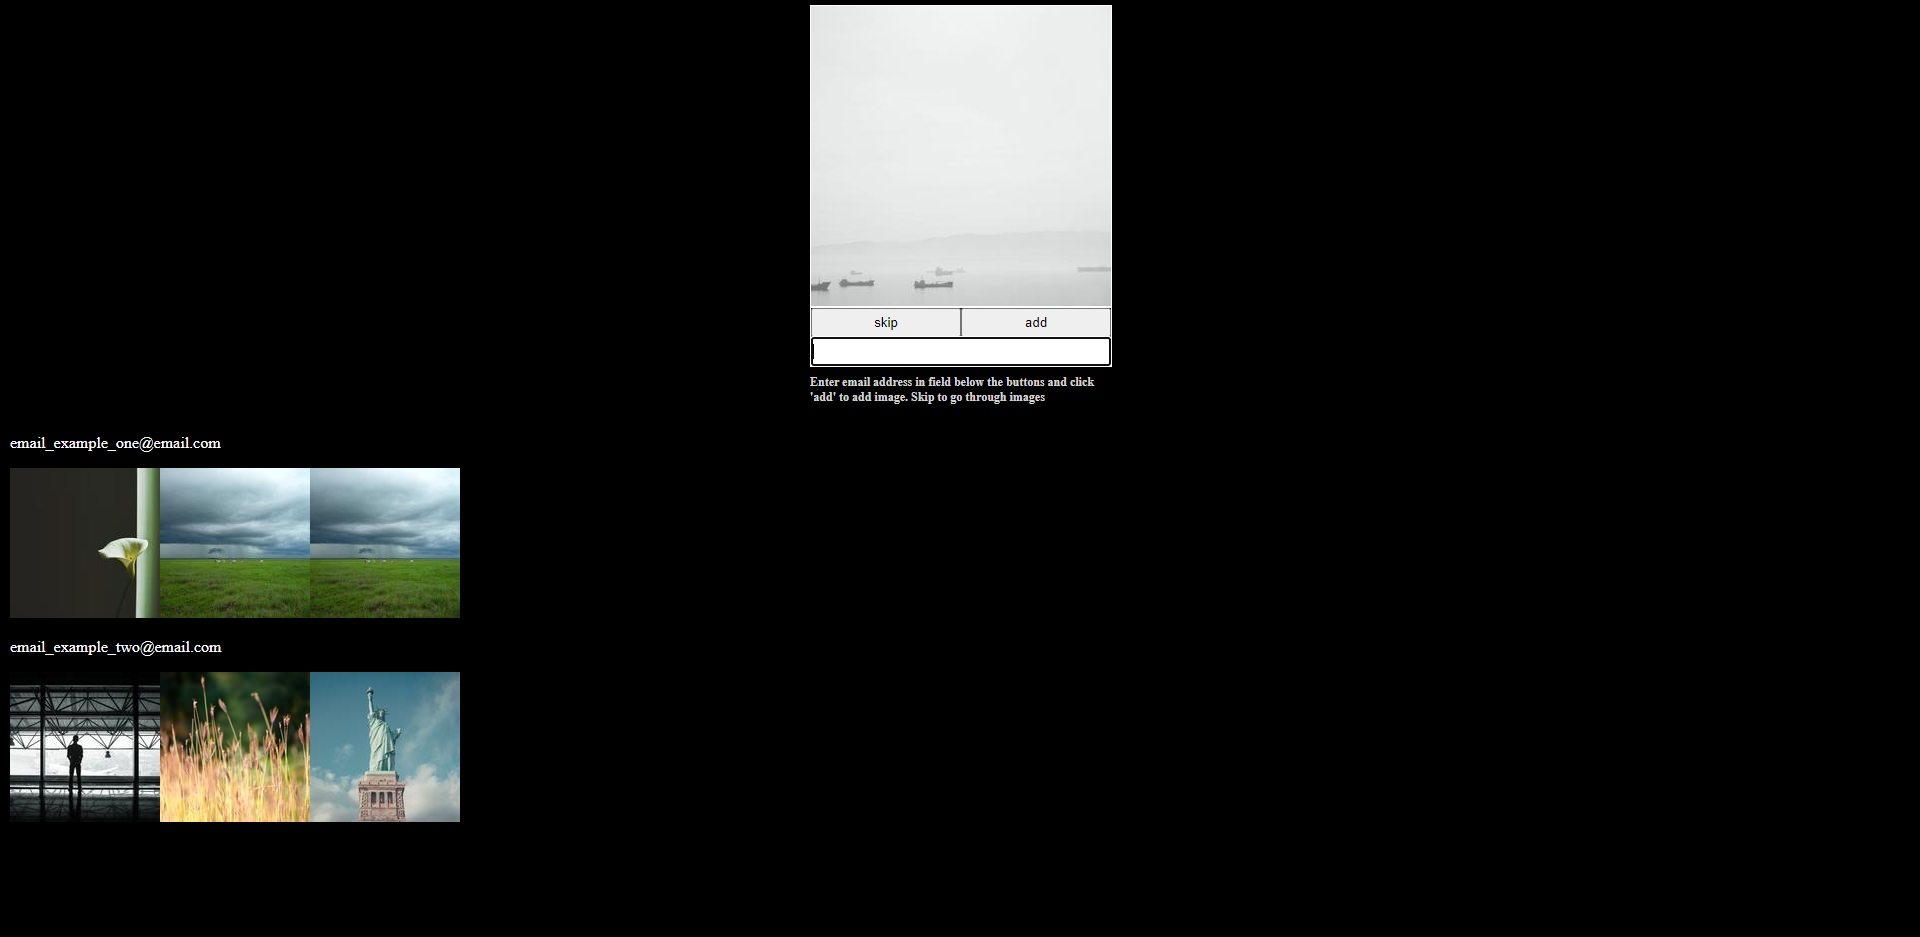 skip
add
Enter email address in field below the buttons and click
'add' to add image. Skip to go through images
email_example_one@email.com
email_example_two@email.com